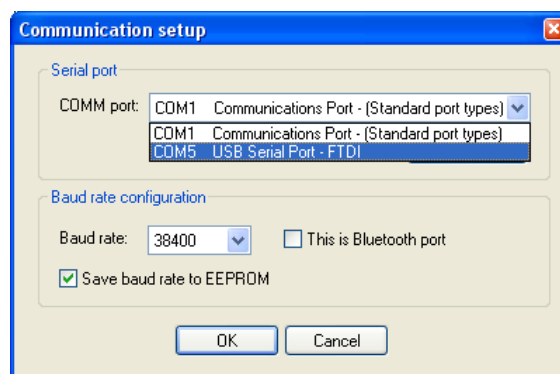 Communication setup
Serial port
COMM port: COM1 Communications Port - (Standard port types)
COM1 Communications Port - (Standard port types)
COM5 USB Serial Port - FTDI
Baud rate configuration
Baud rate: 38400 This is Bluetooth port
Save baud rate to EEPROM
OK Cancel